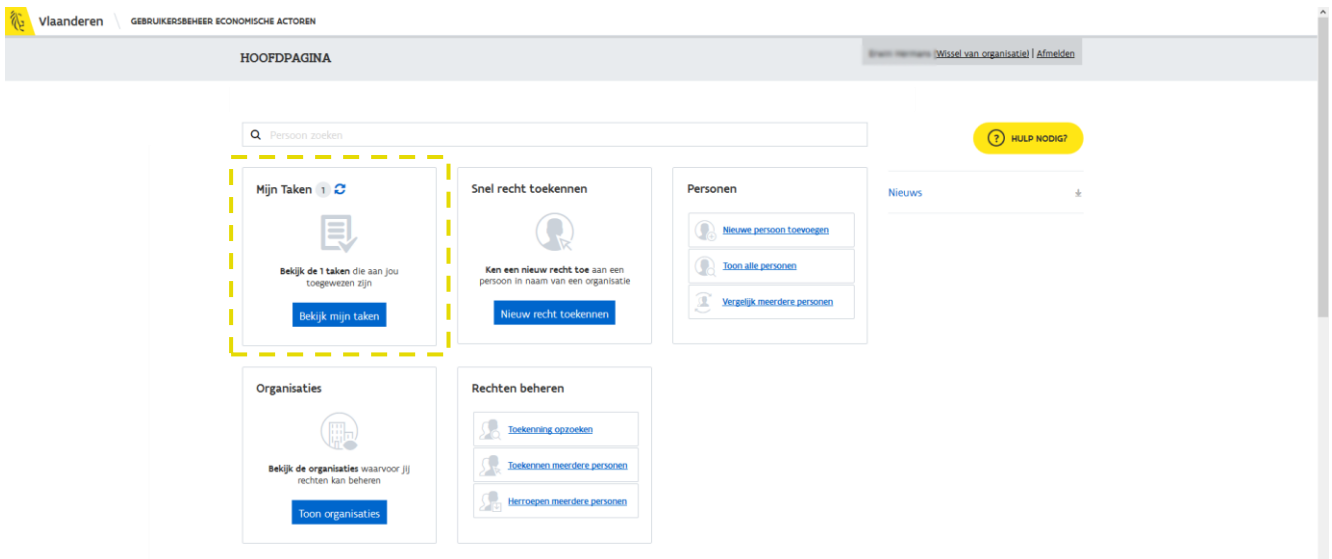 Vlaanderen
GEBRUIKERSBEHEER ECONOMISCHE ACTOREN
HOOFDPAGINA
(Wissel van organisatie) | Afmelden
Persoon zoeken
HULP NODIG?
Mijn Taken 1
Bekijk de 1 taken die aan jou
toegewezen zijn
Bekijk mijn taken
Snel recht toekennen
Ken een nieuw recht toe aan een
persoon in naam van een organisatie
Nieuw recht toekennen
Personen
Nieuwe persoon toevoegen
Toon alle personen
Vergelijk meerdere personen
Nieuws
Organisaties
Bekijk de organisaties waarvoor jij
rechten kan beheren
Toon organisaties
Rechten beheren
Toekenning opzoeken
Toekennen meerdere personen
Herroepen meerdere personen